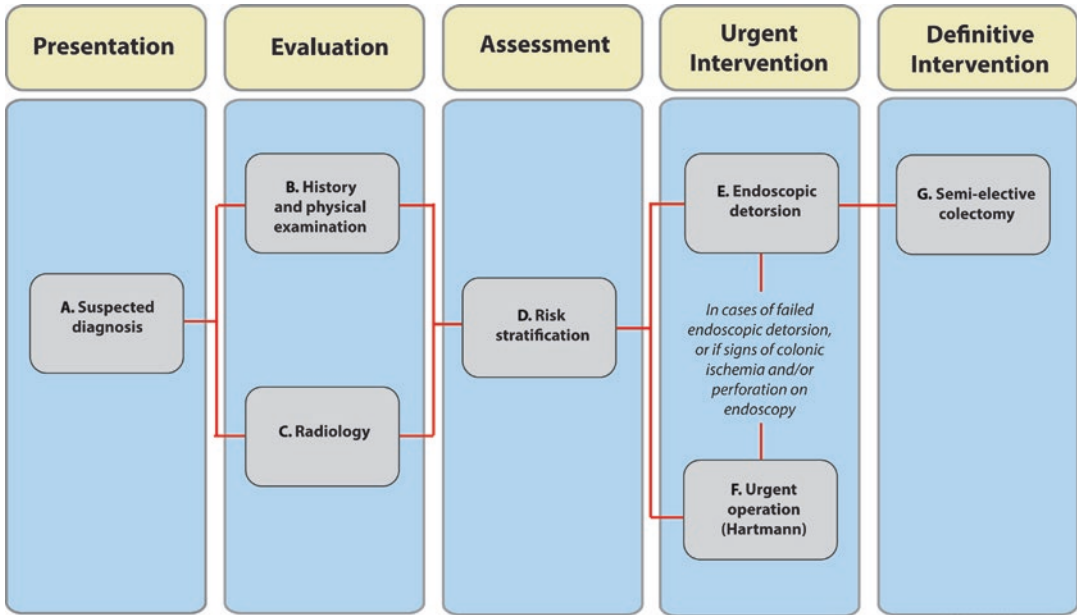 Presentation
Evaluation
Assessment
Urgent
Intervention
Definitive
Intervention
A. Suspected
diagnosis
B. History
and physical
examination
C. Radiology
D. Risk
stratification
E. Endoscopic
detorsion
In cases of failed
endoscopic detorsion,
or if signs of colonic
ischemia and/or
perforation on
endoscopy
F. Urgent
operation
(Hartmann)
G. Semi-elective
colectomy